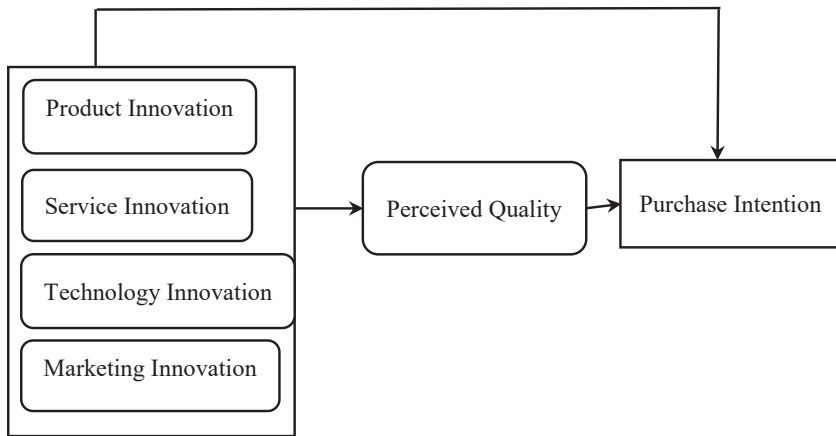 Product Innovation
Service Innovation
Technology Innovation
Marketing Innovation
Perceived Quality
Purchase Intention